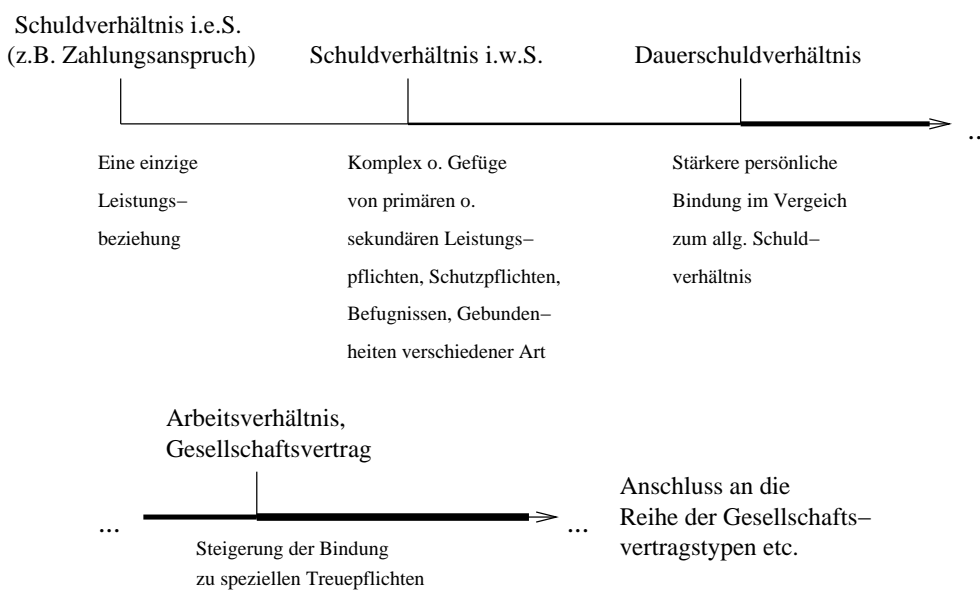 Schuldverhältnis i.e.S.
(z.B. Zahlungsanspruch)
Schuldverhältnis i.w.S.
Dauerschuldverhältnis
...
Eine einzige
Leistungs−
beziehung
Komplex o. Gefüge
von primären o.
sekundären Leistungs−
pflichten, Schutzpflichten,
Befugnissen, Gebunden−
heiten verschiedener Art
Stärkere persönliche
Bindung im Vergeich
zum allg. Schuld−
verhältnis
Arbeitsverhältnis,
Gesellschaftsvertrag
...
Steigerung der Bindung
zu speziellen Treuepflichten
...
Anschluss an die
Reihe der Gesellschafts−
vertragstypen etc.